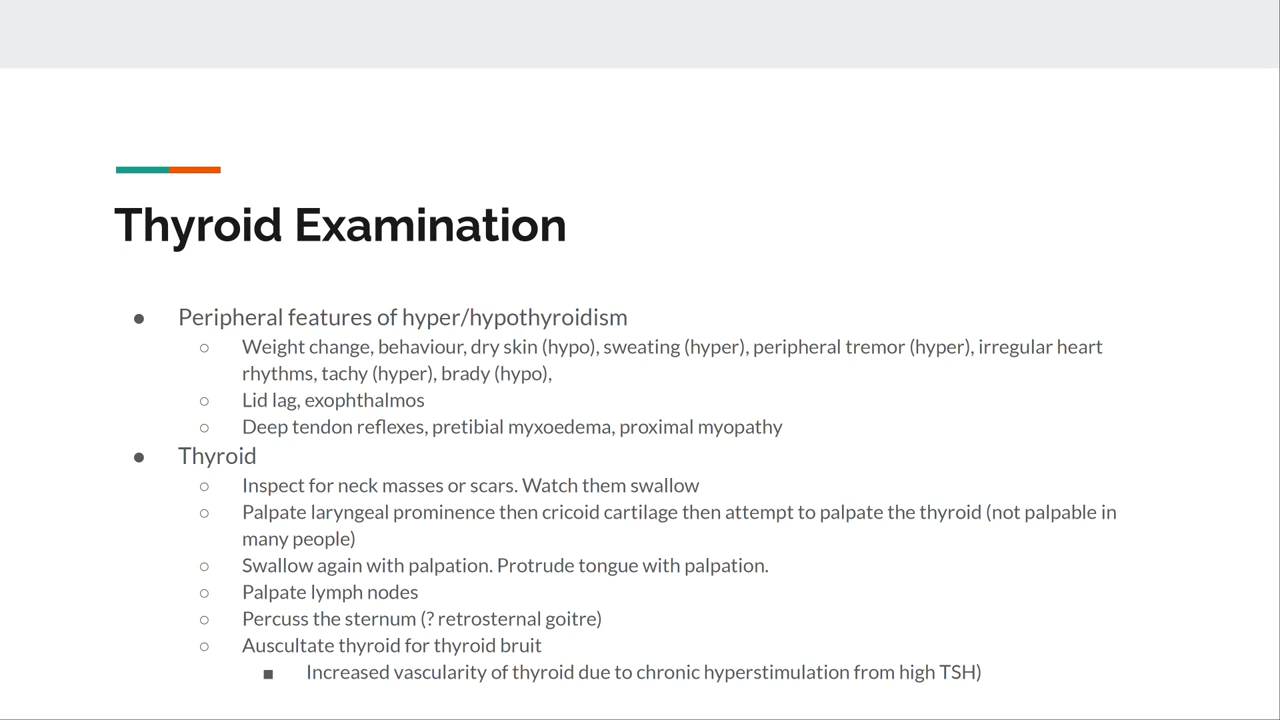 Thyroid Examination
● Peripheral features of hyper/hypothyroidism
○ Weight change, behaviour, dry skin (hypo), sweating (hyper), peripheral tremor (hyper), irregular heart
rhythms, tachy (hyper), brady (hypo),
○ Lid lag, exophthalmos
○ Deep tendon reflexes, pretibial myxoedema, proximal myopathy
● Thyroid
○ Inspect for neck masses or scars. Watch them swallow
○ Palpate laryngeal prominence then cricoid cartilage then attempt to palpate the thyroid (not palpable in
many people)
○ Swallow again with palpation. Protrude tongue with palpation.
○ Palpate lymph nodes
○ Percuss the sternum (? retrosternal goitre)
○ Auscultate thyroid for thyroid bruit
■ Increased vascularity of thyroid due to chronic hyperstimulation from high TSH)